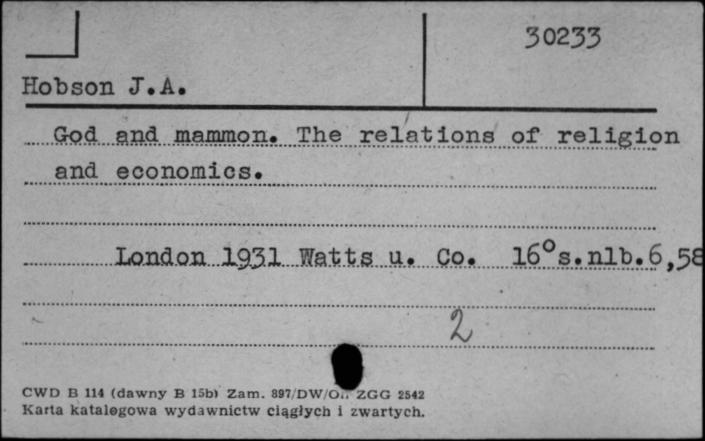 30233
Hobson J.A.
God and mammon. The relations of religion
and economics.
London 1931 Watts u. Co. 16°s.nlb.6,58
2
CWD B 114 (dawny B 15b) Zam. 897/DW/O ZGG 2542
Karta katalogowa wydawnictw ciągłych i zwartych.